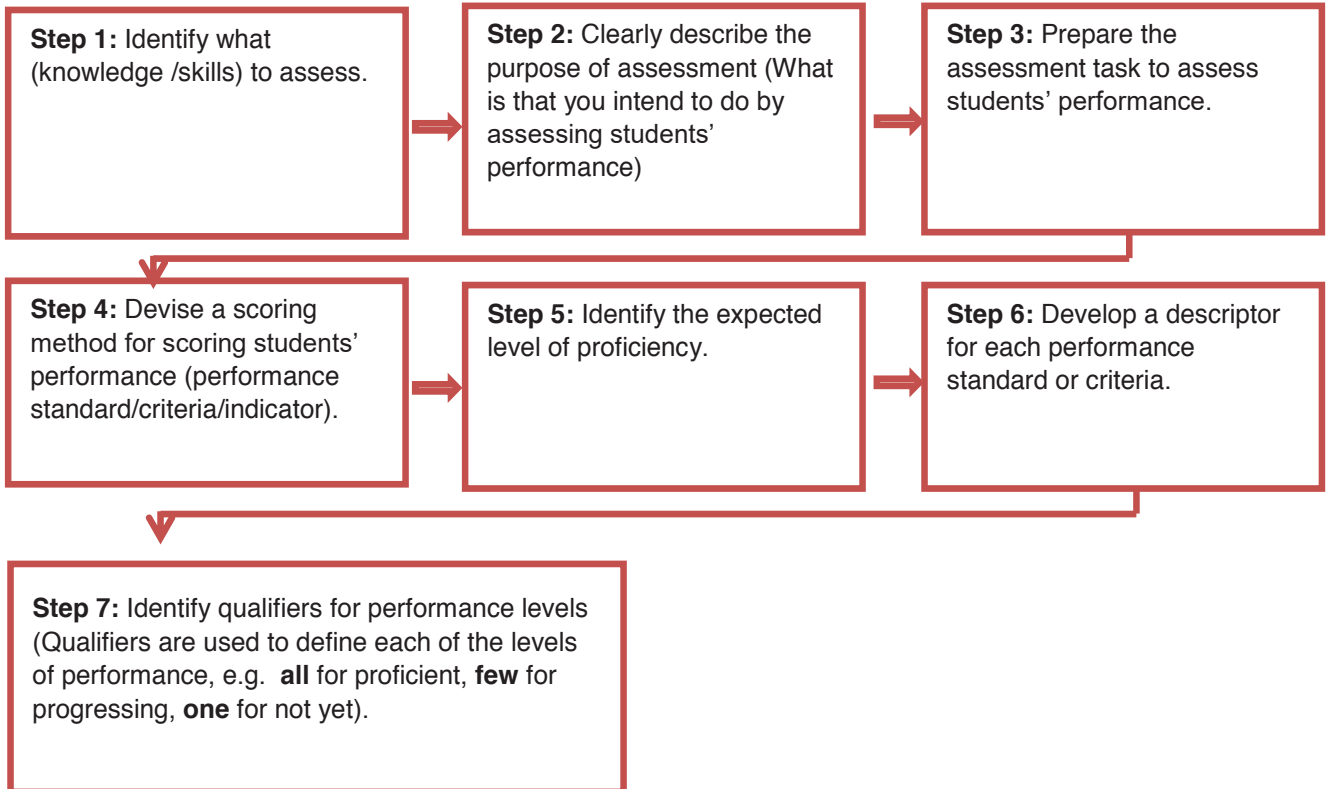 Step 1: Identify what
(knowledge /skills) to assess.
Step 2: Clearly describe the
purpose of assessment (What
is that you intend to do by
assessing students’
performance)
Step 3: Prepare the
assessment task to assess
students’ performance.
Step 4: Devise a scoring
method for scoring students’
performance (performance
standard/criteria/indicator).
Step 5: Identify the expected
level of proficiency.
Step 6: Develop a descriptor
for each performance
standard or criteria.
Step 7: Identify qualifiers for performance levels
(Qualifiers are used to define each of the levels
of performance, e.g. all for proficient, few for
progressing, one for not yet).